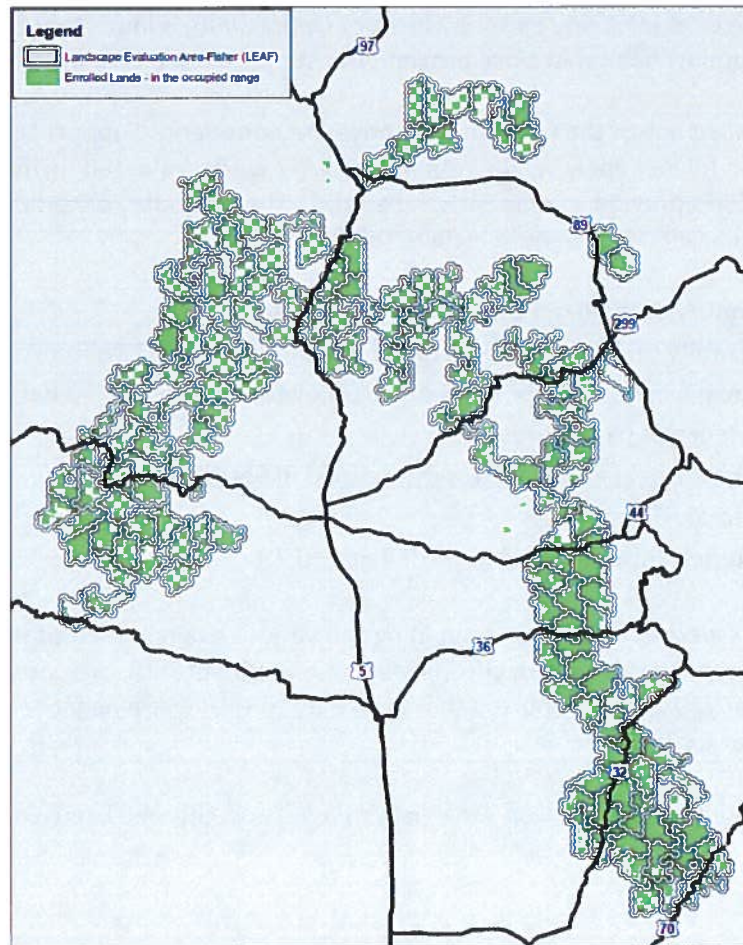 Legend
Landscape Evaluation Area-Fisher (LEAF)
Enrolled Lands - in the occupied range
97
89
299
44
36
5
32
70